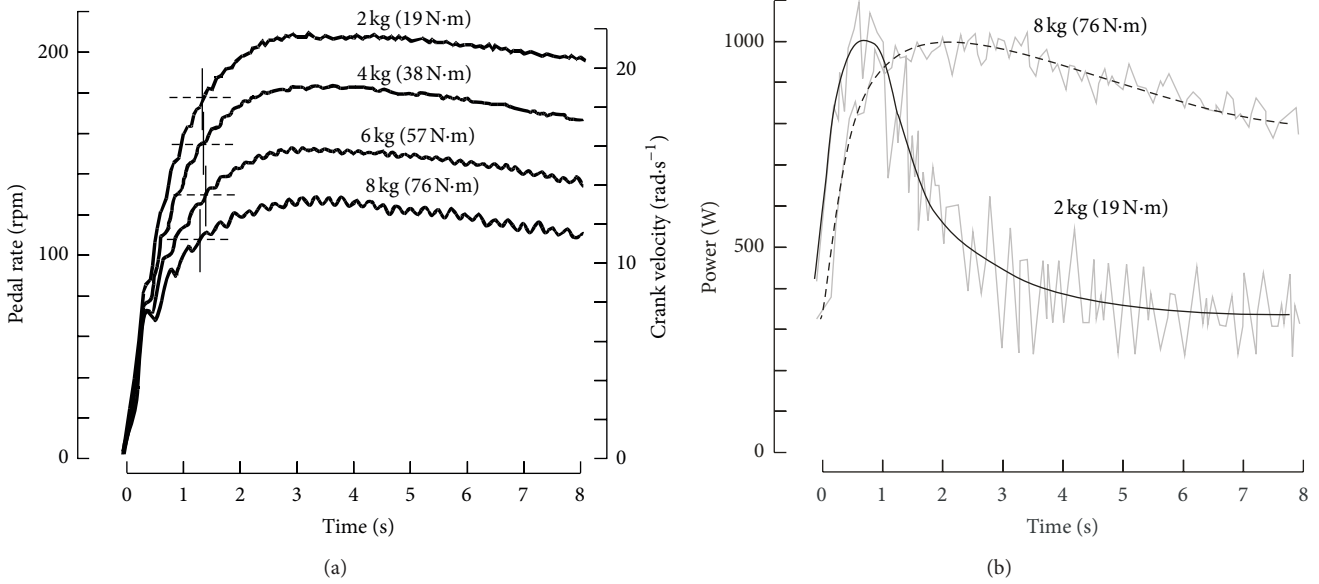 2 kg (19 N·m)
4 kg (38 N·m)
6 kg (57 N·m)
8 kg (76 N·m)
200
100
0
Pedal rate (rpm)
20
10
0
Crank velocity (rad·s⁻¹)
0 1 2 3 4 5 6 7 8
Time (s)
(a)
8 kg (76 N·m)
2 kg (19 N·m)
1000
500
0
Power (W)
0 1 2 3 4 5 6 7 8
Time (s)
(b)